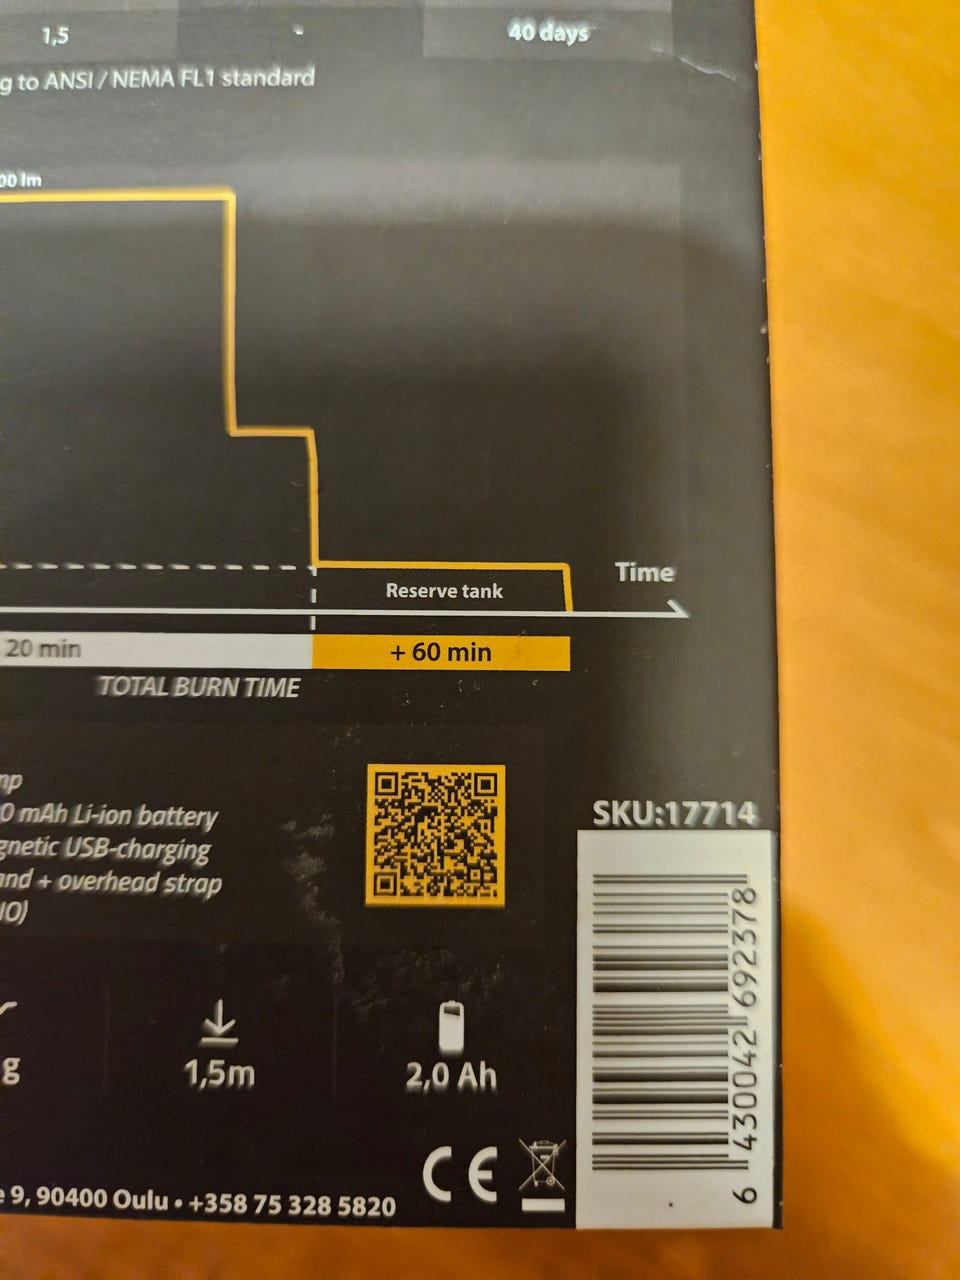 1,5 - 40 days
g to ANSI / NEMA FL1 standard
00 lm
Time
Reserve tank
20 min + 60 min
TOTAL BURN TIME
mp
0 mAh Li-ion battery
gnetic USB-charging
and + overhead strap
IO)
SKU:17714
6 430042 692378
g 1,5m 2,0 Ah
CE
e 9, 90400 Oulu • +358 75 328 5820